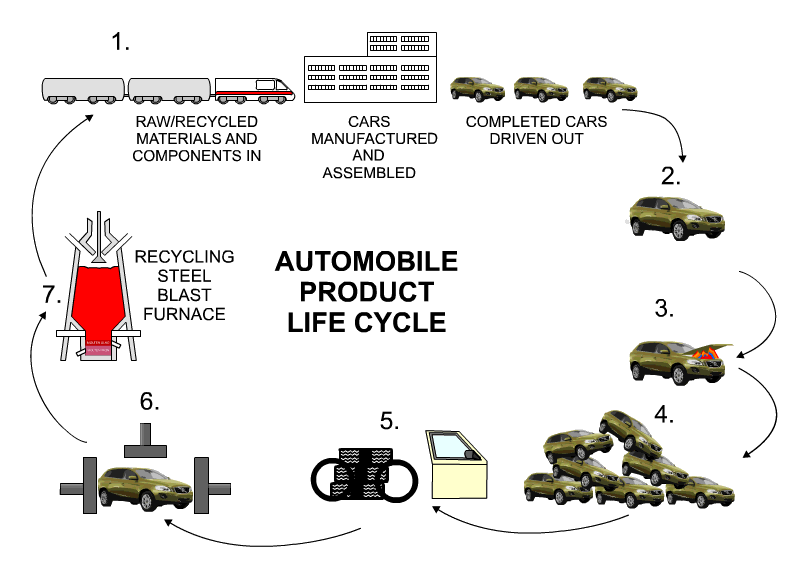 1.
RAW/RECYCLED
MATERIALS AND
COMPONENTS IN
CARS
MANUFACTURED
AND
ASSEMBLED
COMPLETED CARS
DRIVEN OUT
2.
3.
4.
5.
6.
7.
RECYCLING
STEEL
BLAST
FURNACE
AUTOMOBILE
PRODUCT
LIFE CYCLE